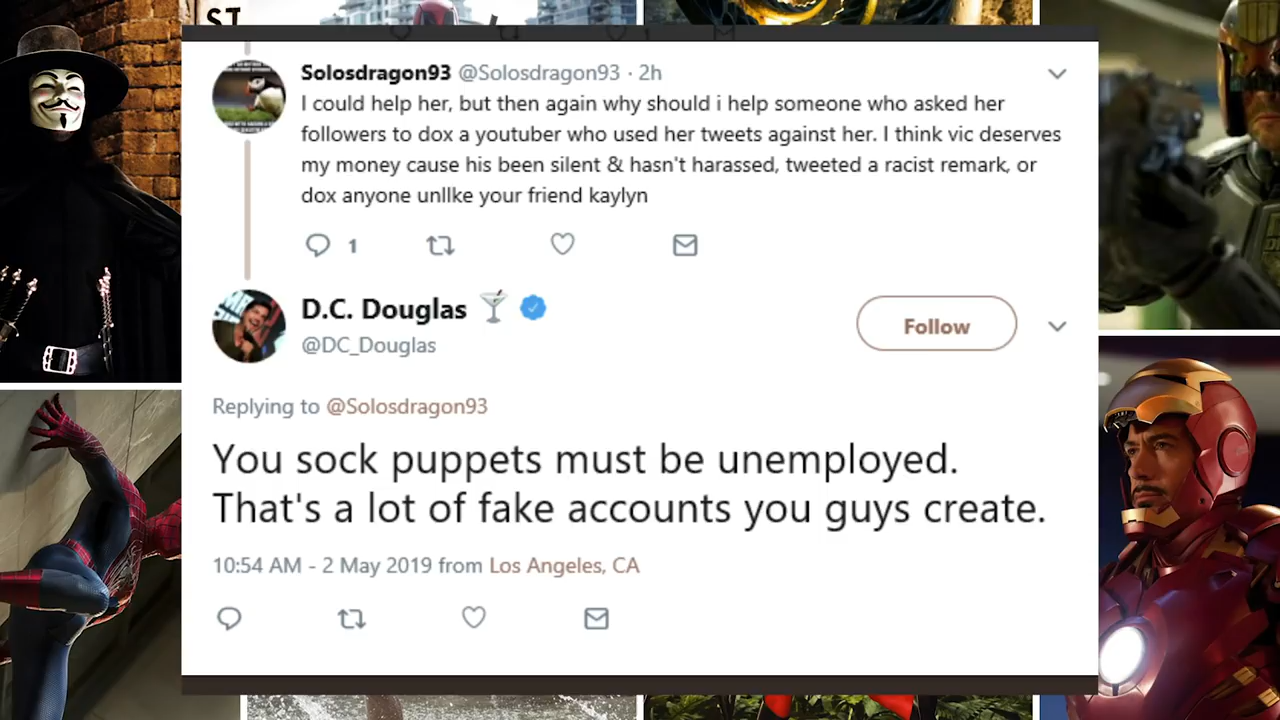 ST
Solosdragon93 @Solosdragon93 · 2h
I could help her, but then again why should i help someone who asked her
followers to dox a youtuber who used her tweets against her. I think vic deserves
my money cause his been silent & hasn't harassed, tweeted a racist remark, or
dox anyone unllke your friend kaylyn
1
D.C. Douglas
@DC_Douglas
Follow
Replying to @Solosdragon93
You sock puppets must be unemployed.
That's a lot of fake accounts you guys create.
10:54 AM - 2 May 2019 from Los Angeles, CA